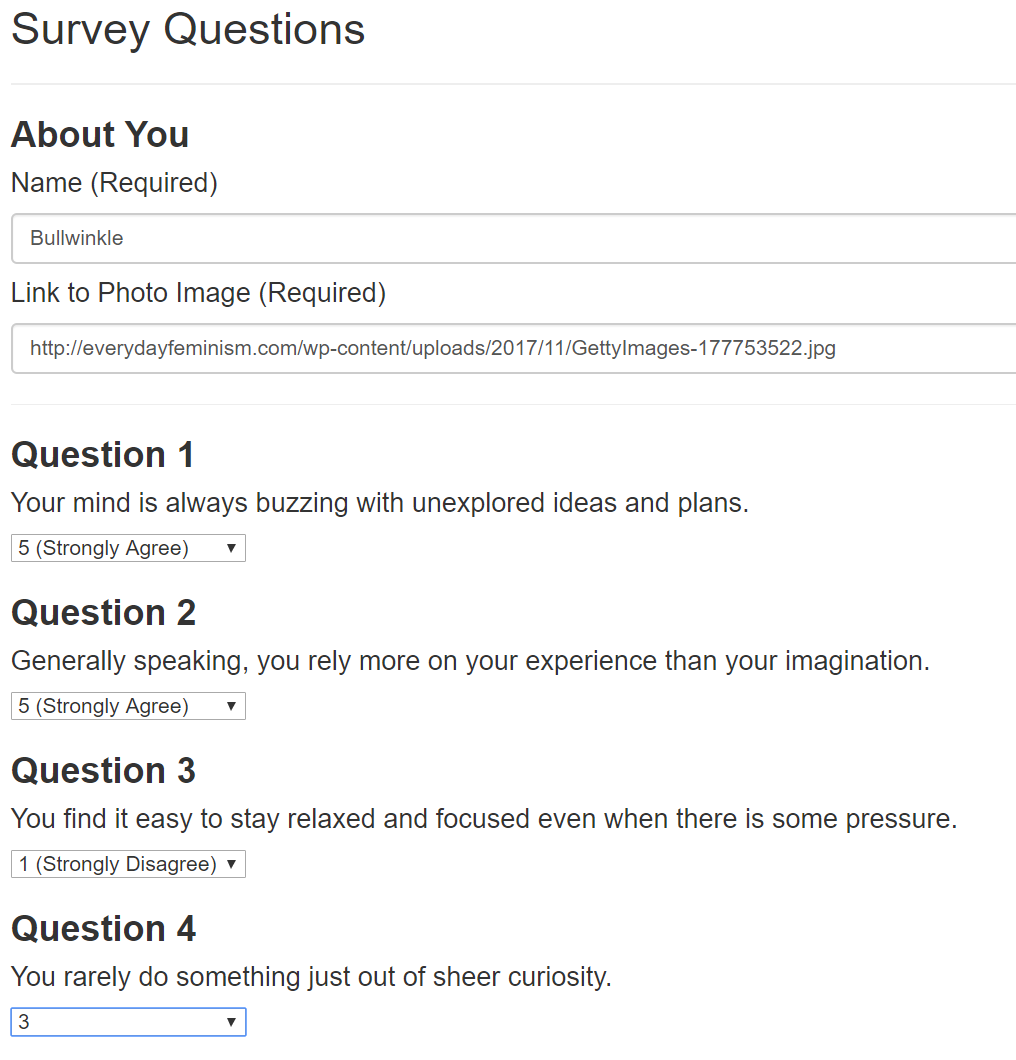 Survey Questions
About You
Name (Required)
Bullwinkle
Link to Photo Image (Required)
http://everydayfeminism.com/wp-content/uploads/2017/11/GettyImages-177753522.jpg
Question 1
Your mind is always buzzing with unexplored ideas and plans.
5 (Strongly Agree)
Question 2
Generally speaking, you rely more on your experience than your imagination.
5 (Strongly Agree)
Question 3
You find it easy to stay relaxed and focused even when there is some pressure.
1 (Strongly Disagree)
Question 4
You rarely do something just out of sheer curiosity.
3